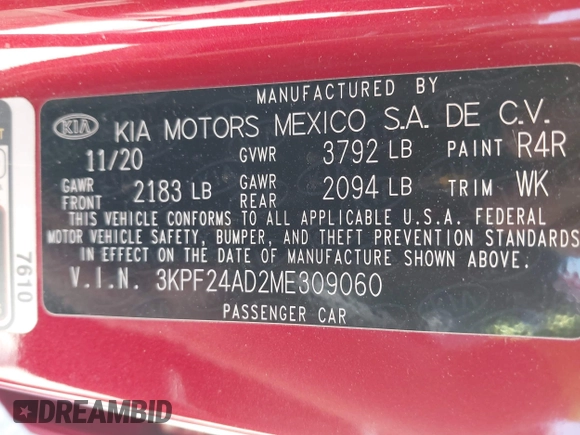 MANUFACTURED BY
KIA KIA MOTORS MEXICO S.A. DE C.V.
11/20 GVWR 3792 LB PAINT R4R
GAWR FRONT 2183 LB GAWR REAR 2094 LB TRIM WK
THIS VEHICLE CONFORMS TO ALL APPLICABLE U.S.A. FEDERAL
MOTOR VEHICLE SAFETY, BUMPER, AND THEFT PREVENTION STANDARDS
IN EFFECT ON THE DATE OF MANUFACTURE SHOWN ABOVE.
V.I.N. 3KPF24AD2ME309060
PASSENGER CAR
7610
DREAMBID